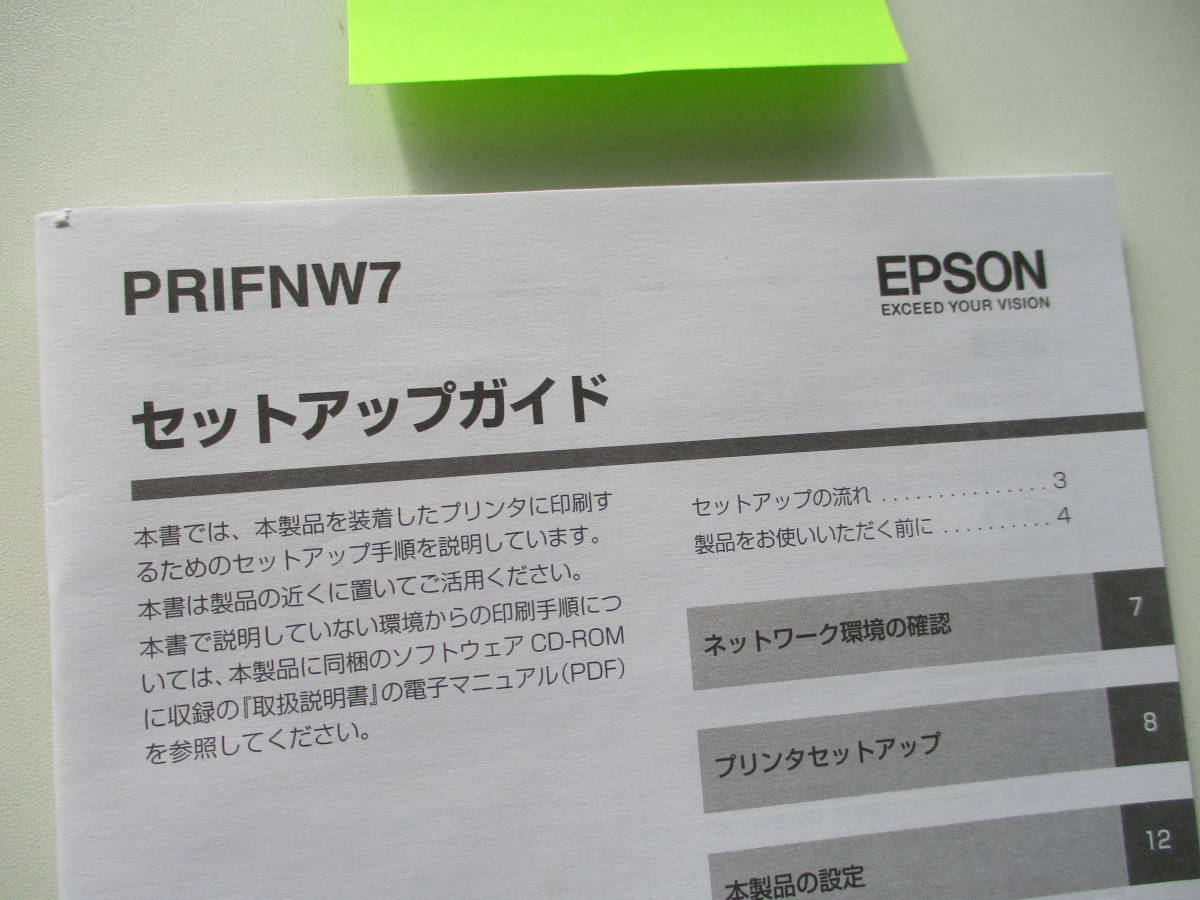 PRIFNW7
EPSON
EXCEED YOUR VISION
セットアップガイド
本書では、本製品を装着したプリンタに印刷す
るためのセットアップ手順を説明しています。
本書は製品の近くに置いてご活用ください。
本書で説明していない環境からの印刷手順につ
いては、本製品に同梱のソフトウェア CD-ROM
に収録の『取扱説明書』の電子マニュアル(PDF)
を参照してください。
セットアップの流れ ............... 3
製品をお使いいただく前に .......... 4
ネットワーク環境の確認 7
プリンタセットアップ 8
本製品の設定 12